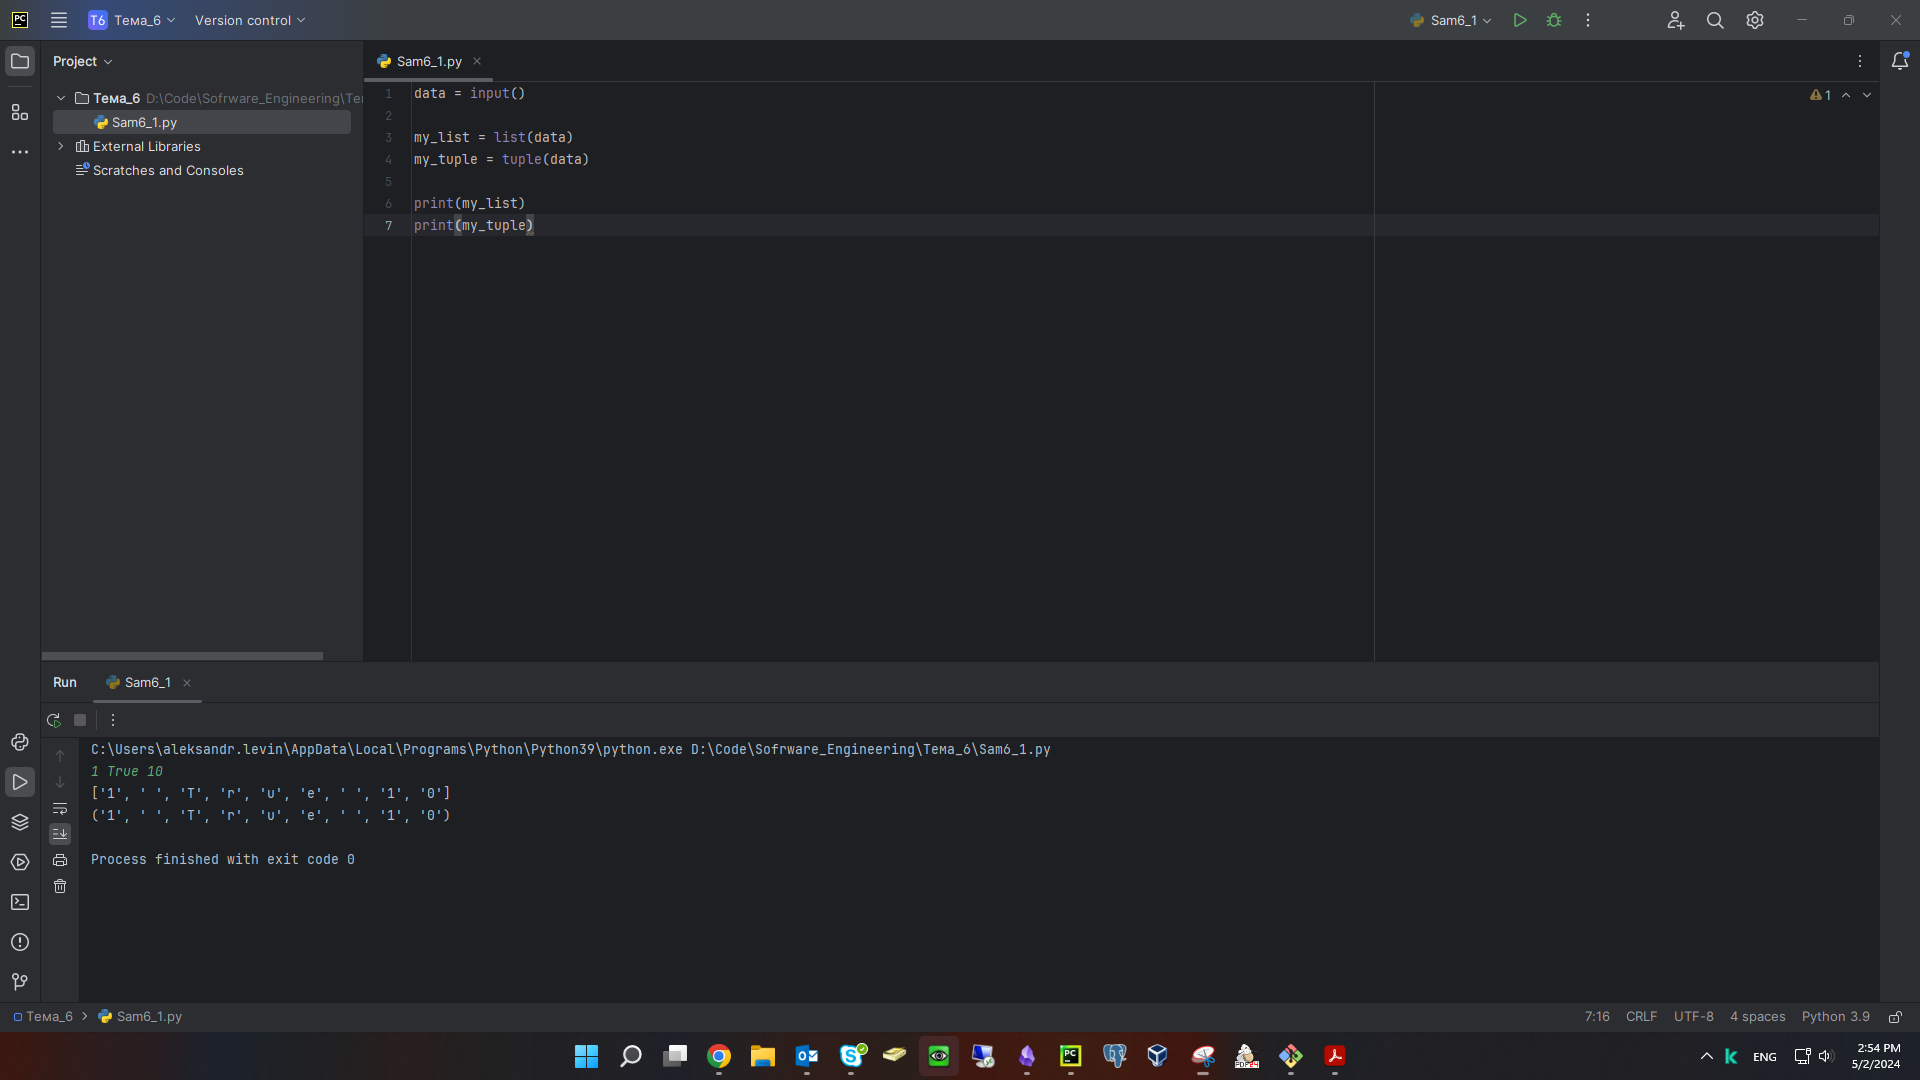 PC T6 Тема_6 Version control Sam6_1
Project
Sam6_1.py
Тема_6 D:\Code\Sofrware_Engineering\Te
Sam6_1.py
External Libraries
Scratches and Consoles
1 data = input()
2
3 my_list = list(data)
4 my_tuple = tuple(data)
5
6 print(my_list)
7 print(my_tuple)
1
Run Sam6_1
C:\Users\aleksandr.levin\AppData\Local\Programs\Python\Python39\python.exe D:\Code\Sofrware_Engineering\Тема_6\Sam6_1.py
1 True 10
['1', ' ', 'T', 'r', 'u', 'e', ' ', '1', '0']
('1', ' ', 'T', 'r', 'u', 'e', ' ', '1', '0')
Process finished with exit code 0
Тема_6 Sam6_1.py 7:16 CRLF UTF-8 4 spaces Python 3.9
PC PDF24 ENG 2:54 PM
5/2/2024